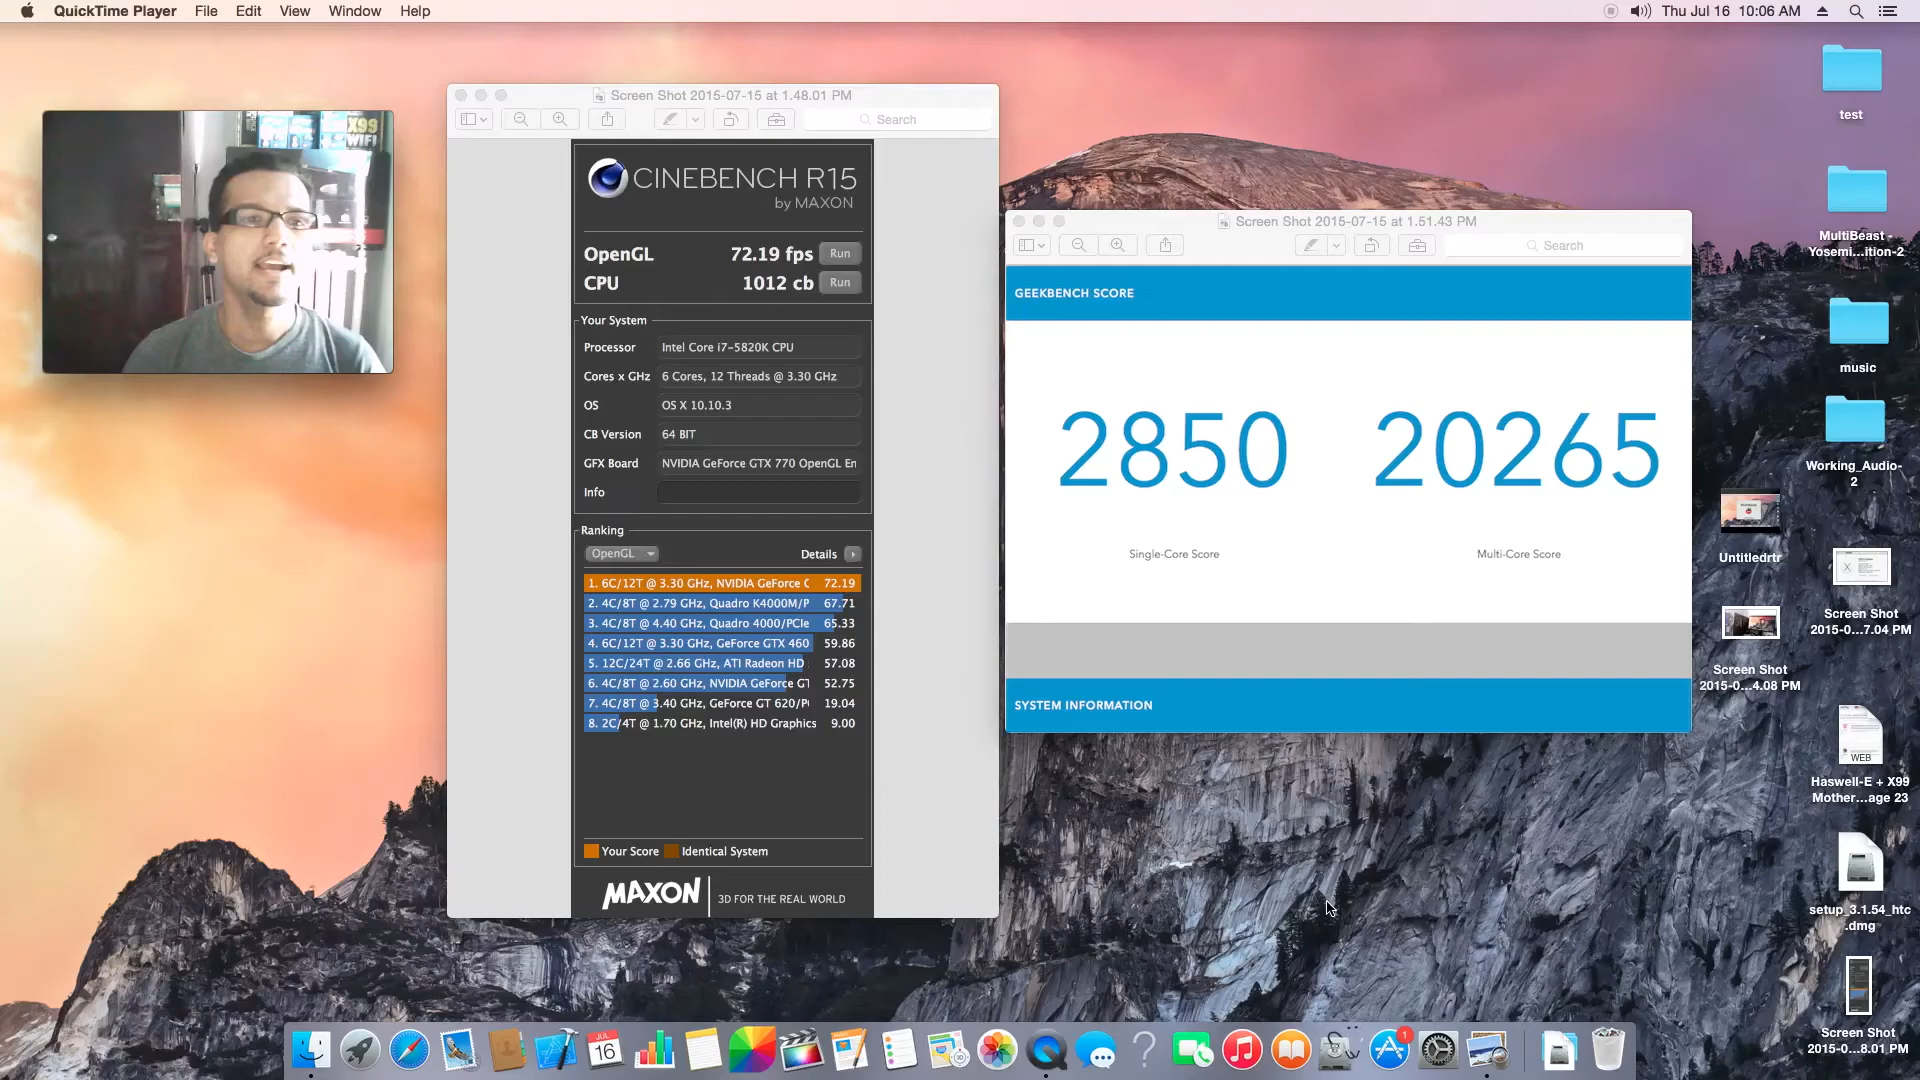 QuickTime Player File Edit View Window Help
Thu Jul 16 10:06 AM
X99
WIFI
Screen Shot 2015-07-15 at 1.48.01 PM
Search
CINEBENCH R15
by MAXON
OpenGL 72.19 fps Run
CPU 1012 cb Run
Your System
Processor Intel Core i7-5820K CPU
Cores x GHz 6 Cores, 12 Threads @ 3.30 GHz
OS OS X 10.10.3
CB Version 64 BIT
GFX Board NVIDIA GeForce GTX 770 OpenGL En
Info
Ranking
OpenGL Details
1. 6C/12T @ 3.30 GHz, NVIDIA GeForce G 72.19
2. 4C/8T @ 2.79 GHz, Quadro K4000M/P 67.71
3. 4C/8T @ 4.40 GHz, Quadro 4000/PCIe 65.33
4. 6C/12T @ 3.30 GHz, GeForce GTX 460 59.86
5. 12C/24T @ 2.66 GHz, ATI Radeon HD 57.08
6. 4C/8T @ 2.60 GHz, NVIDIA GeForce GT 52.75
7. 4C/8T @ 3.40 GHz, GeForce GT 620/P 19.04
8. 2C/4T @ 1.70 GHz, Intel(R) HD Graphics 9.00
Your Score Identical System
MAXON 3D FOR THE REAL WORLD
Screen Shot 2015-07-15 at 1.51.43 PM
Search
GEEKBENCH SCORE
2850 20265
Single-Core Score Multi-Core Score
SYSTEM INFORMATION
test
MultiBeast -
Yosemi...ition-2
music
Working_Audio-
2
Untitledrtr
Screen Shot
2015-0...7.04 PM
Screen Shot
2015-0...4.08 PM
WEB
Haswell-E + X99
Mother...age 23
setup_3.1.54_htc
.dmg
Screen Shot
2015-0...8.01 PM
JUL
16
3D
1